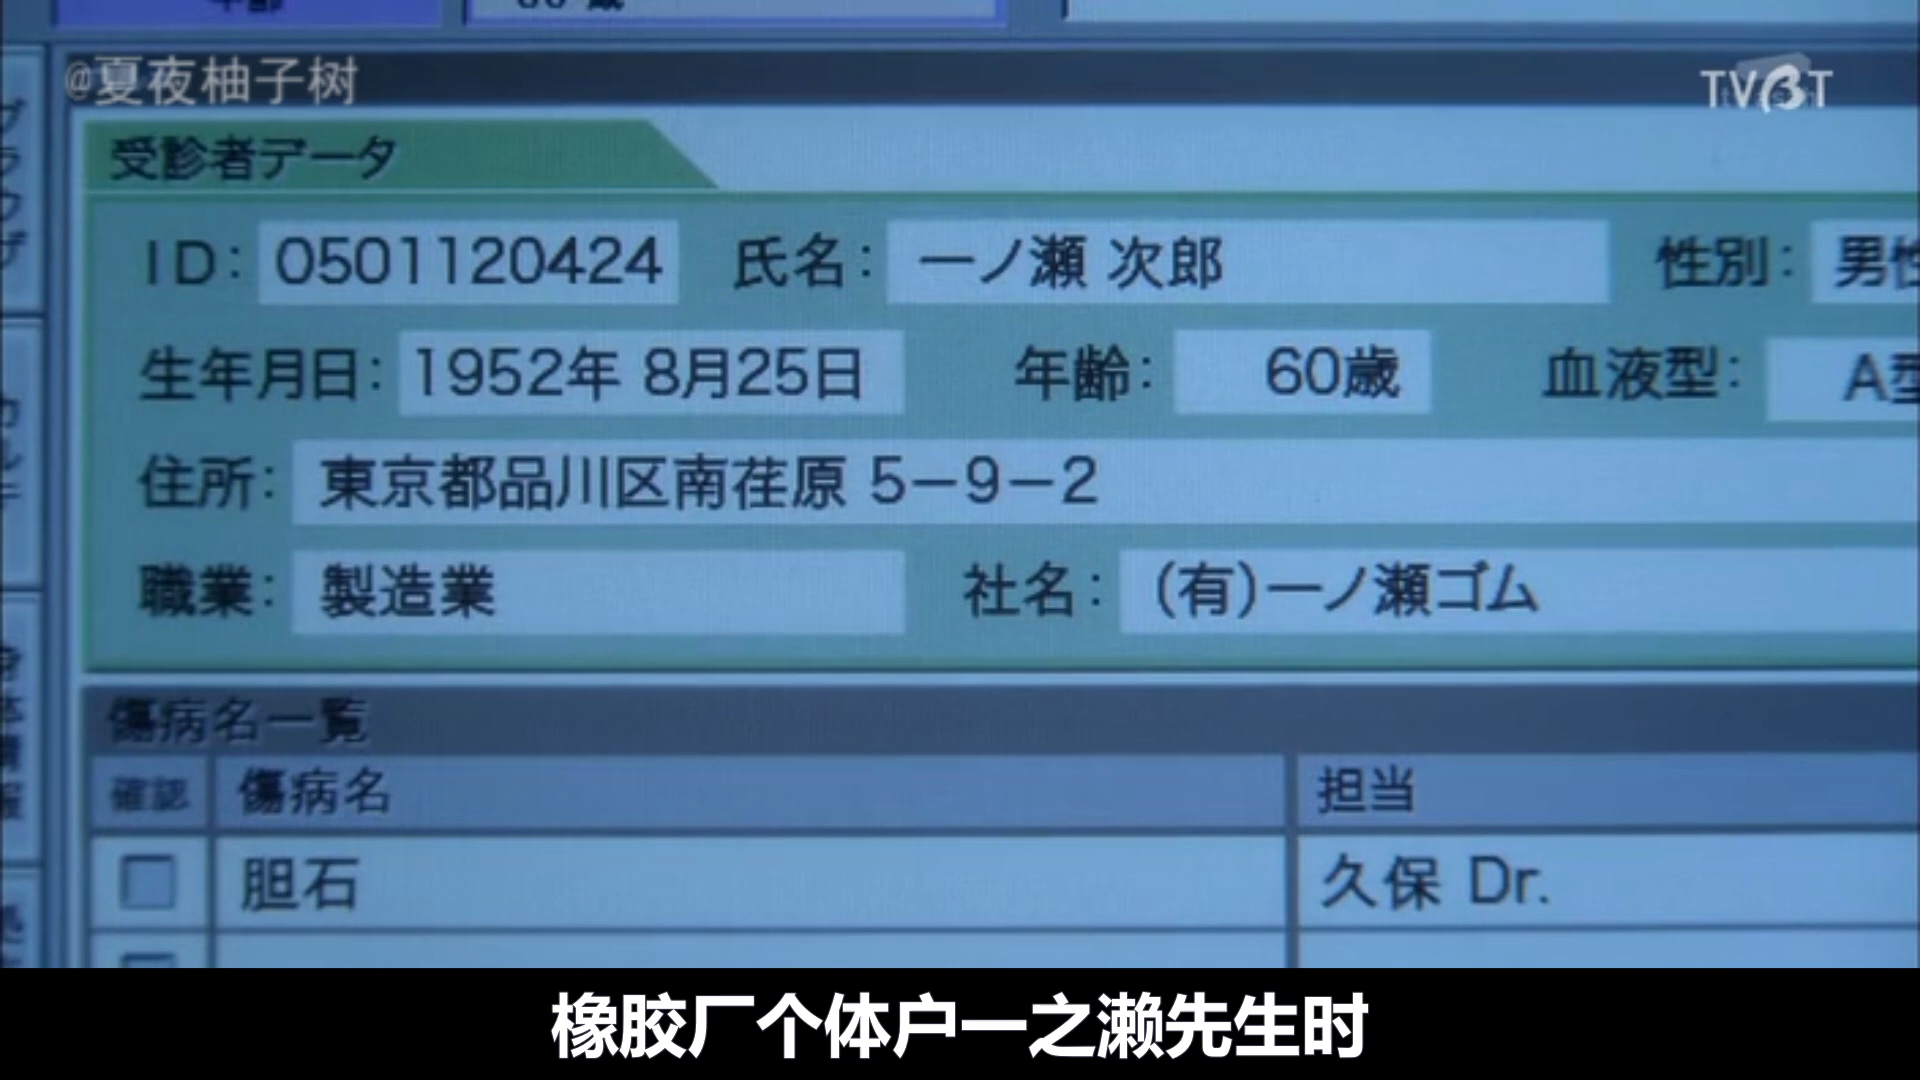 @夏夜柚子树
TVBT
受診者データ
ID: 0501120424 氏名: 一ノ瀬 次郎 性別: 男性
生年月日: 1952年 8月25日 年齢: 60歳 血液型: A型
住所: 東京都品川区南荏原 5-9-2
職業: 製造業 社名: (有)一ノ瀬ゴム
傷病名一覧
確認 傷病名 担当
胆石 久保 Dr.
橡胶厂个体户一之濑先生时